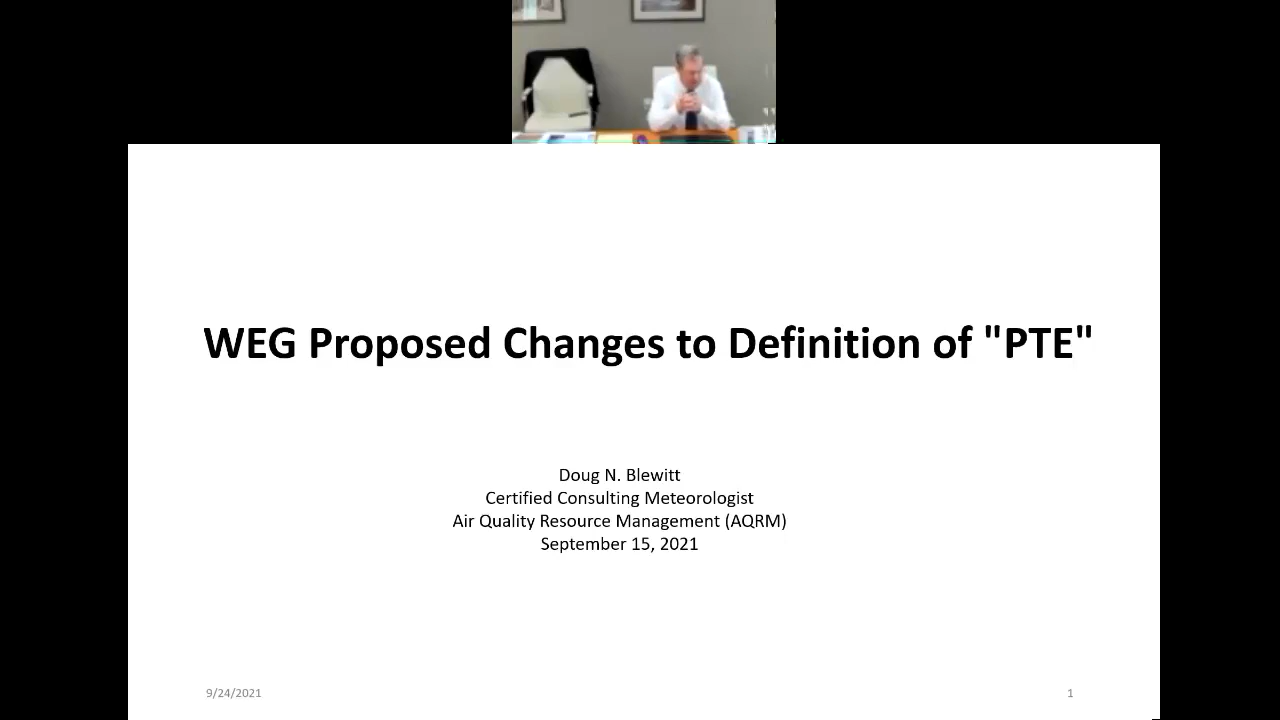 WEG Proposed Changes to Definition of "PTE"
Doug N. Blewitt
Certified Consulting Meteorologist
Air Quality Resource Management (AQRM)
September 15, 2021
9/24/2021
1